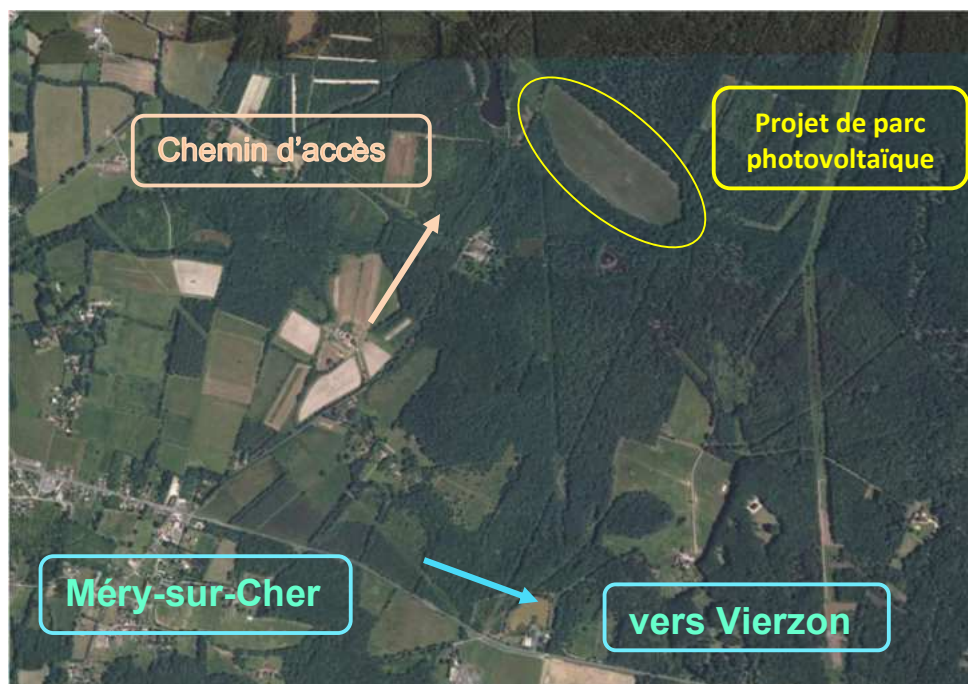 Chemin d'accès
Projet de parc
photovoltaïque
Méry-sur-Cher
vers Vierzon